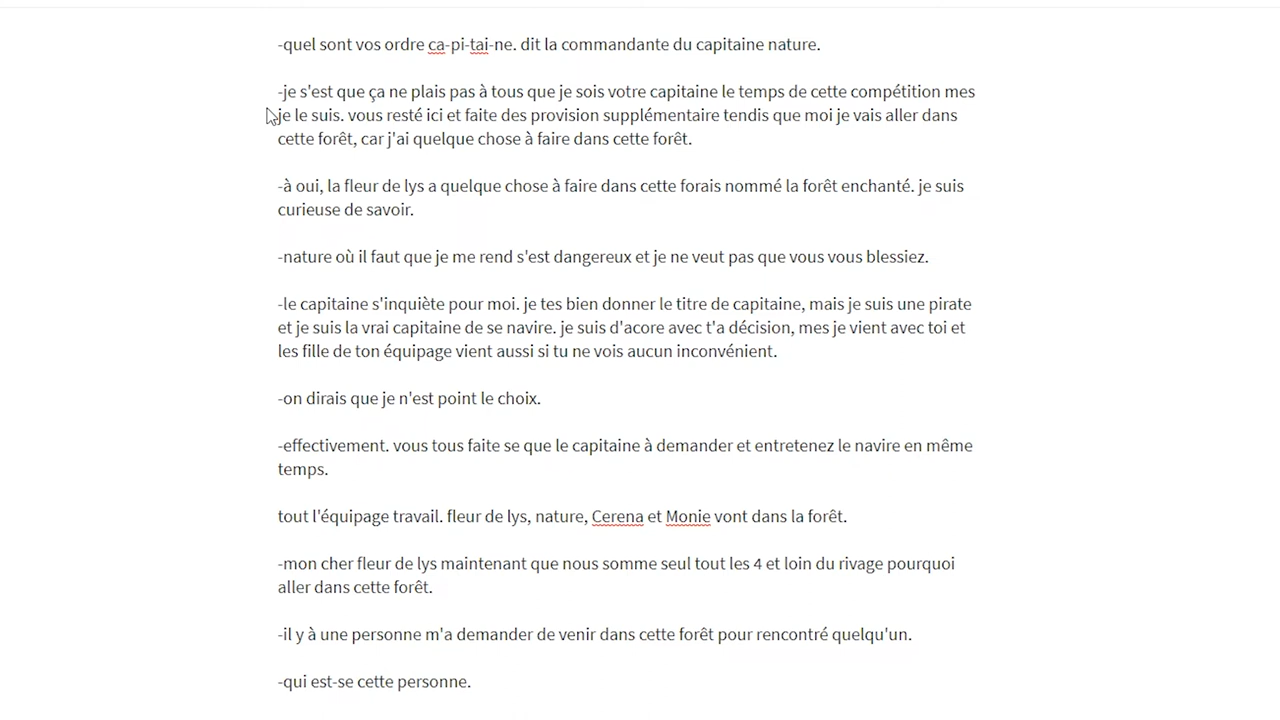 -quel sont vos ordre ca-pi-tai-ne. dit la commandante du capitaine nature.
-je s'est que ça ne plais pas à tous que je sois votre capitaine le temps de cette compétition mes
je le suis. vous resté ici et faite des provision supplémentaire tendis que moi je vais aller dans
cette forêt, car j'ai quelque chose à faire dans cette forêt.
-à oui, la fleur de lys a quelque chose à faire dans cette forais nommé la forêt enchanté. je suis
curieuse de savoir.
-nature où il faut que je me rend s'est dangereux et je ne veut pas que vous vous blessiez.
-le capitaine s'inquiète pour moi. je tes bien donner le titre de capitaine, mais je suis une pirate
et je suis la vrai capitaine de se navire. je suis d'acore avec t'a décision, mes je vient avec toi et
les fille de ton équipage vient aussi si tu ne vois aucun inconvénient.
-on dirais que je n'est point le choix.
-effectivement. vous tous faite se que le capitaine à demander et entretenez le navire en même
temps.
tout l'équipage travail. fleur de lys, nature, Cerena et Monie vont dans la forêt.
-mon cher fleur de lys maintenant que nous somme seul tout les 4 et loin du rivage pourquoi
aller dans cette forêt.
-il y à une personne m'a demander de venir dans cette forêt pour rencontré quelqu'un.
-qui est-se cette personne.